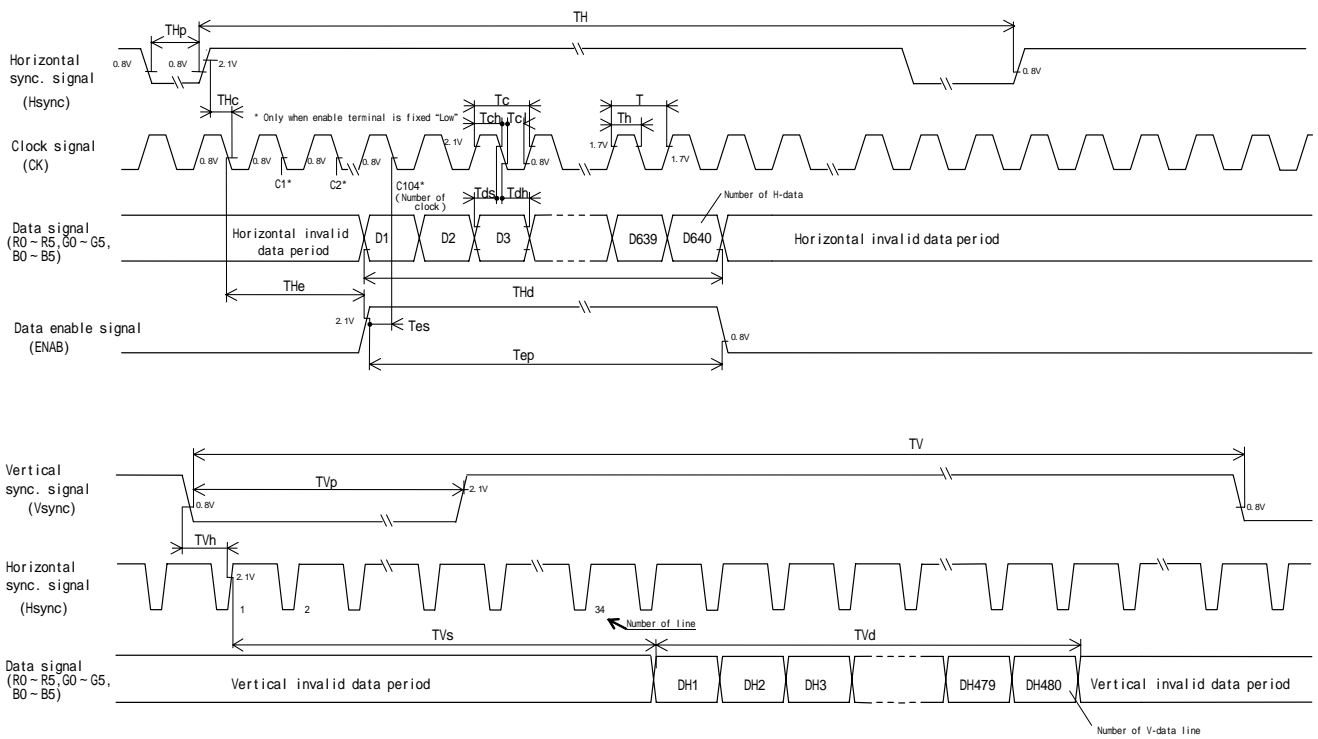 TH
THp
Horizontal
sync. signal
(Hsync)
0.8V
0.8V
2.1V
0.8V
THc
* Only when enable terminal is fixed “Low”
Tc
Tch
Tcl
T
Th
Clock signal
(CK)
0.8V
0.8V
0.8V
0.8V
2.1V
0.8V
1.7V
1.7V
C1*
C2*
C104*
(Number of
clock)
Tds
Tdh
Number of H-data
Data signal
(R0~R5,G0~G5,
B0~B5)
Horizontal invalid
data period
D1
D2
D3
D639
D640
Horizontal invalid data period
THe
THd
Data enable signal
(ENAB)
2.1V
Tes
0.8V
Tep
TV
Vertical
sync. signal
(Vsync)
TVp
0.8V
2.1V
0.8V
TVh
Horizontal
sync. signal
(Hsync)
2.1V
1
2
34
Number of line
TVs
TVd
Data signal
(R0~R5,G0~G5,
B0~B5)
Vertical invalid data period
DH1
DH2
DH3
DH479
DH480
Vertical invalid data period
Number of V-data line